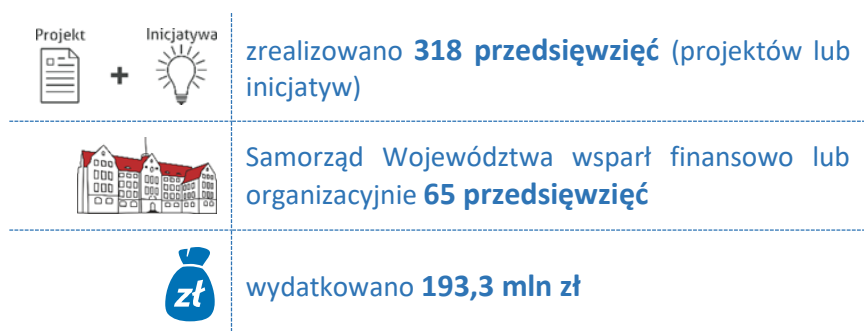 Projekt
+
Inicjatywa
zrealizowano 318 przedsięwzięć (projektów lub
inicjatyw)
Samorząd Województwa wsparł finansowo lub
organizacyjnie 65 przedsięwzięć
zł
wydatkowano 193,3 mln zł